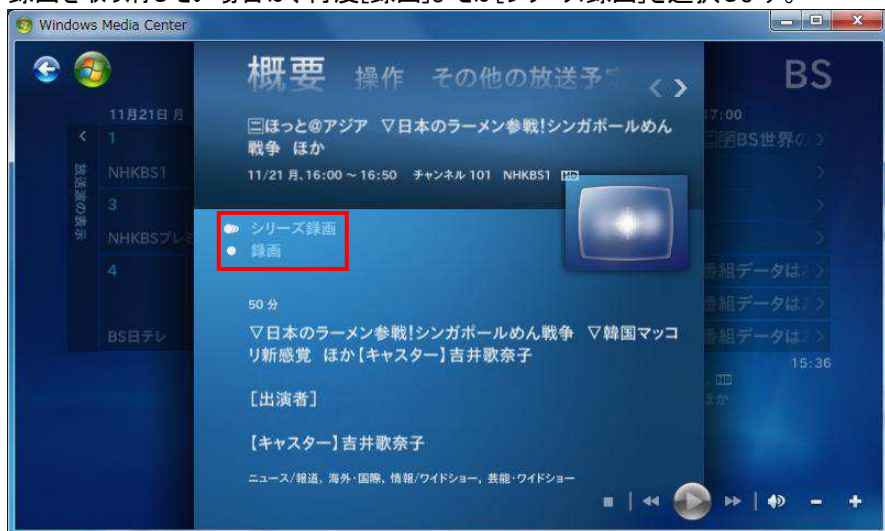 Windows Media Center
概要 操作 その他の放送予定
BS
11月21日 月
17:00
ほっと@アジア ▽日本のラーメン参戦!シンガポールめん
戦争 ほか
11/21 月、16:00 ~ 16:50 チャンネル 101 NHKBS1 HD
1
NHKBS1
BS世界の
放送波の表示
3
NHKBSプレミ
シリーズ録画
録画
4
番組データは
番組データは
BS日テレ
番組データは
50 分
▽日本のラーメン参戦!シンガポールめん戦争 ▽韓国マッコ
リ新感覚 ほか【キャスター】吉井歌奈子
15:36
HD
ほか
[出演者]
【キャスター】吉井歌奈子
ニュース/報道, 海外・国際, 情報/ワイドショー, 芸能・ワイドショー